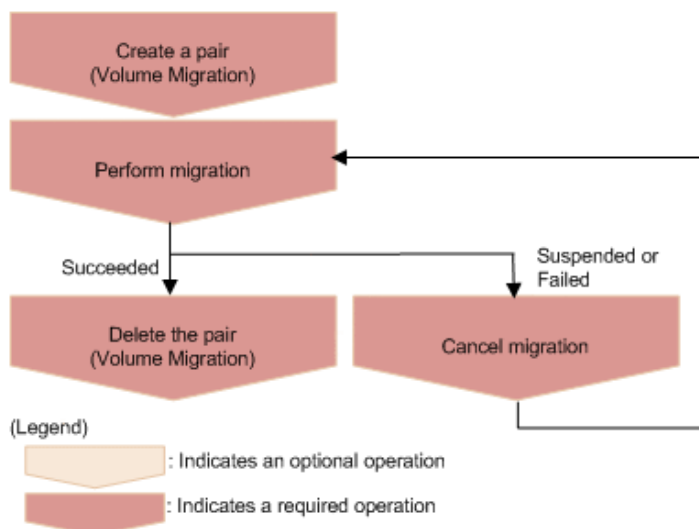 Create a pair
(Volume Migration)
Perform migration
Succeeded
Suspended or
Failed
Delete the pair
(Volume Migration)
Cancel migration
(Legend)
: Indicates an optional operation
: Indicates a required operation